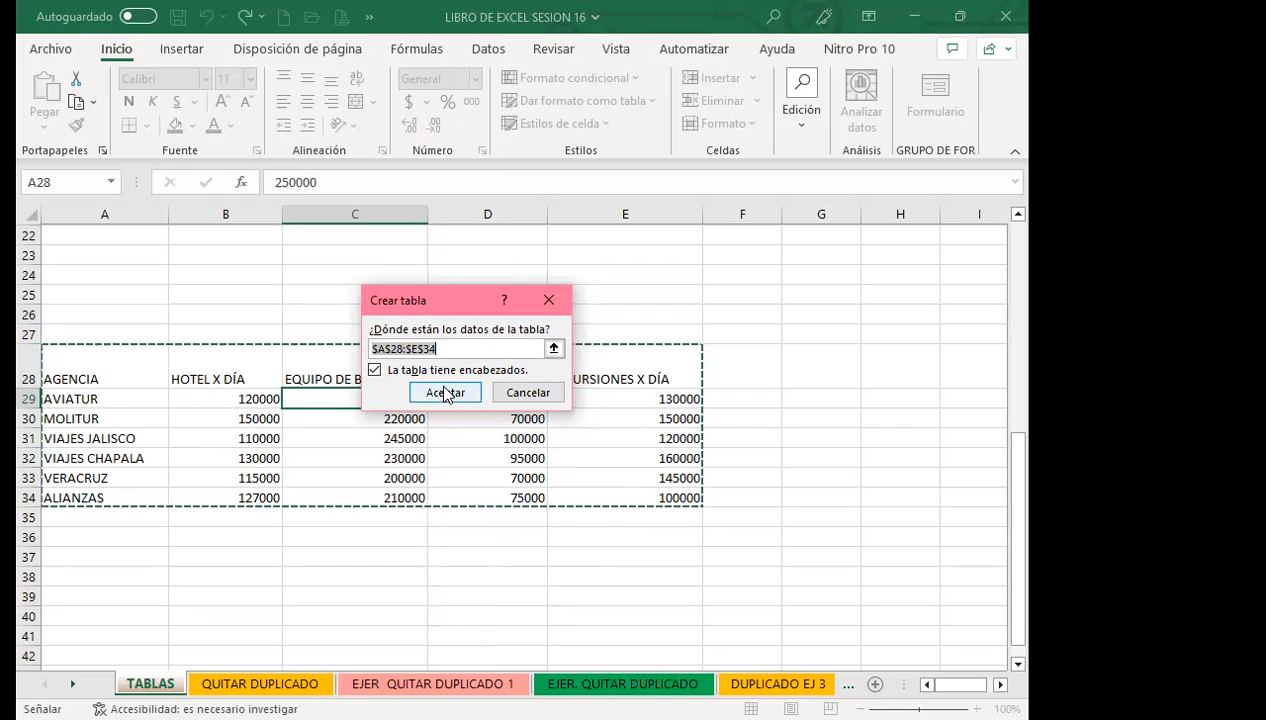 Autoguardado
LIBRO DE EXCEL SESION 16
Archivo Inicio Insertar Disposición de página Fórmulas Datos Revisar Vista Automatizar Ayuda Nitro Pro 10
Calibri 11 General Formato condicional Insertar
Dar formato como tabla Eliminar
Pegar Edición Analizar datos Formulario
N K S
$ % 000
Estilos de celda Formato
Portapapeles Fuente Alineación Número Estilos Celdas Análisis GRUPO DE FOR
A28 fx 250000
A B C D E F G H I
22
23
24
25
26
27
Crear tabla ?
¿Dónde están los datos de la tabla?
$A$28:$E$34
La tabla tiene encabezados.
Aceptar Cancelar
28 AGENCIA HOTEL X DÍA EQUIPO DE B URSIONES X DÍA
29 AVIATUR 120000 130000
30 MOLITUR 150000 220000 70000 150000
31 VIAJES JALISCO 110000 245000 100000 120000
32 VIAJES CHAPALA 130000 230000 95000 160000
33 VERACRUZ 115000 200000 70000 145000
34 ALIANZAS 127000 210000 75000 100000
35
36
37
38
39
40
41
42
TABLAS QUITAR DUPLICADO EJER QUITAR DUPLICADO 1 EJER. QUITAR DUPLICADO DUPLICADO EJ 3 ...
Señalar Accesibilidad: es necesario investigar 100%